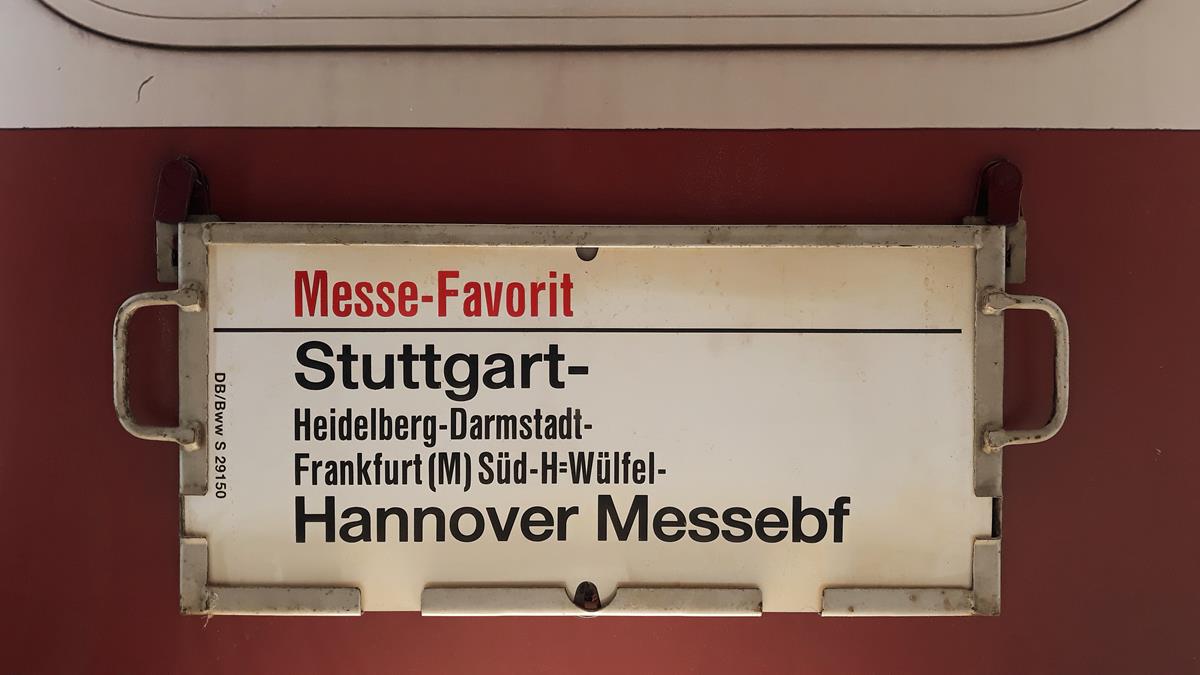 Messe-Favorit
Stuttgart-
Heidelberg-Darmstadt-
Frankfurt (M) Süd-H=Wülfel-
Hannover Messebf
DB/Bww S 29150